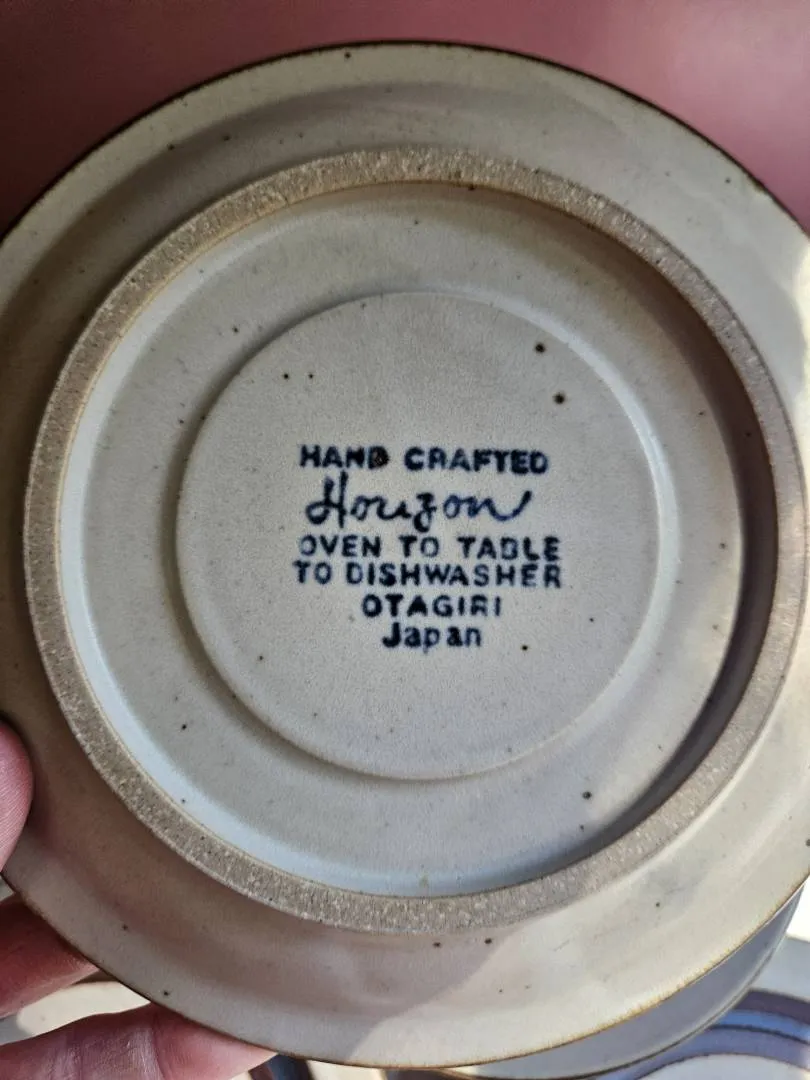 HAND CRAFTED
Horizon
OVEN TO TABLE
TO DISHWASHER
OTAGIRI
Japan